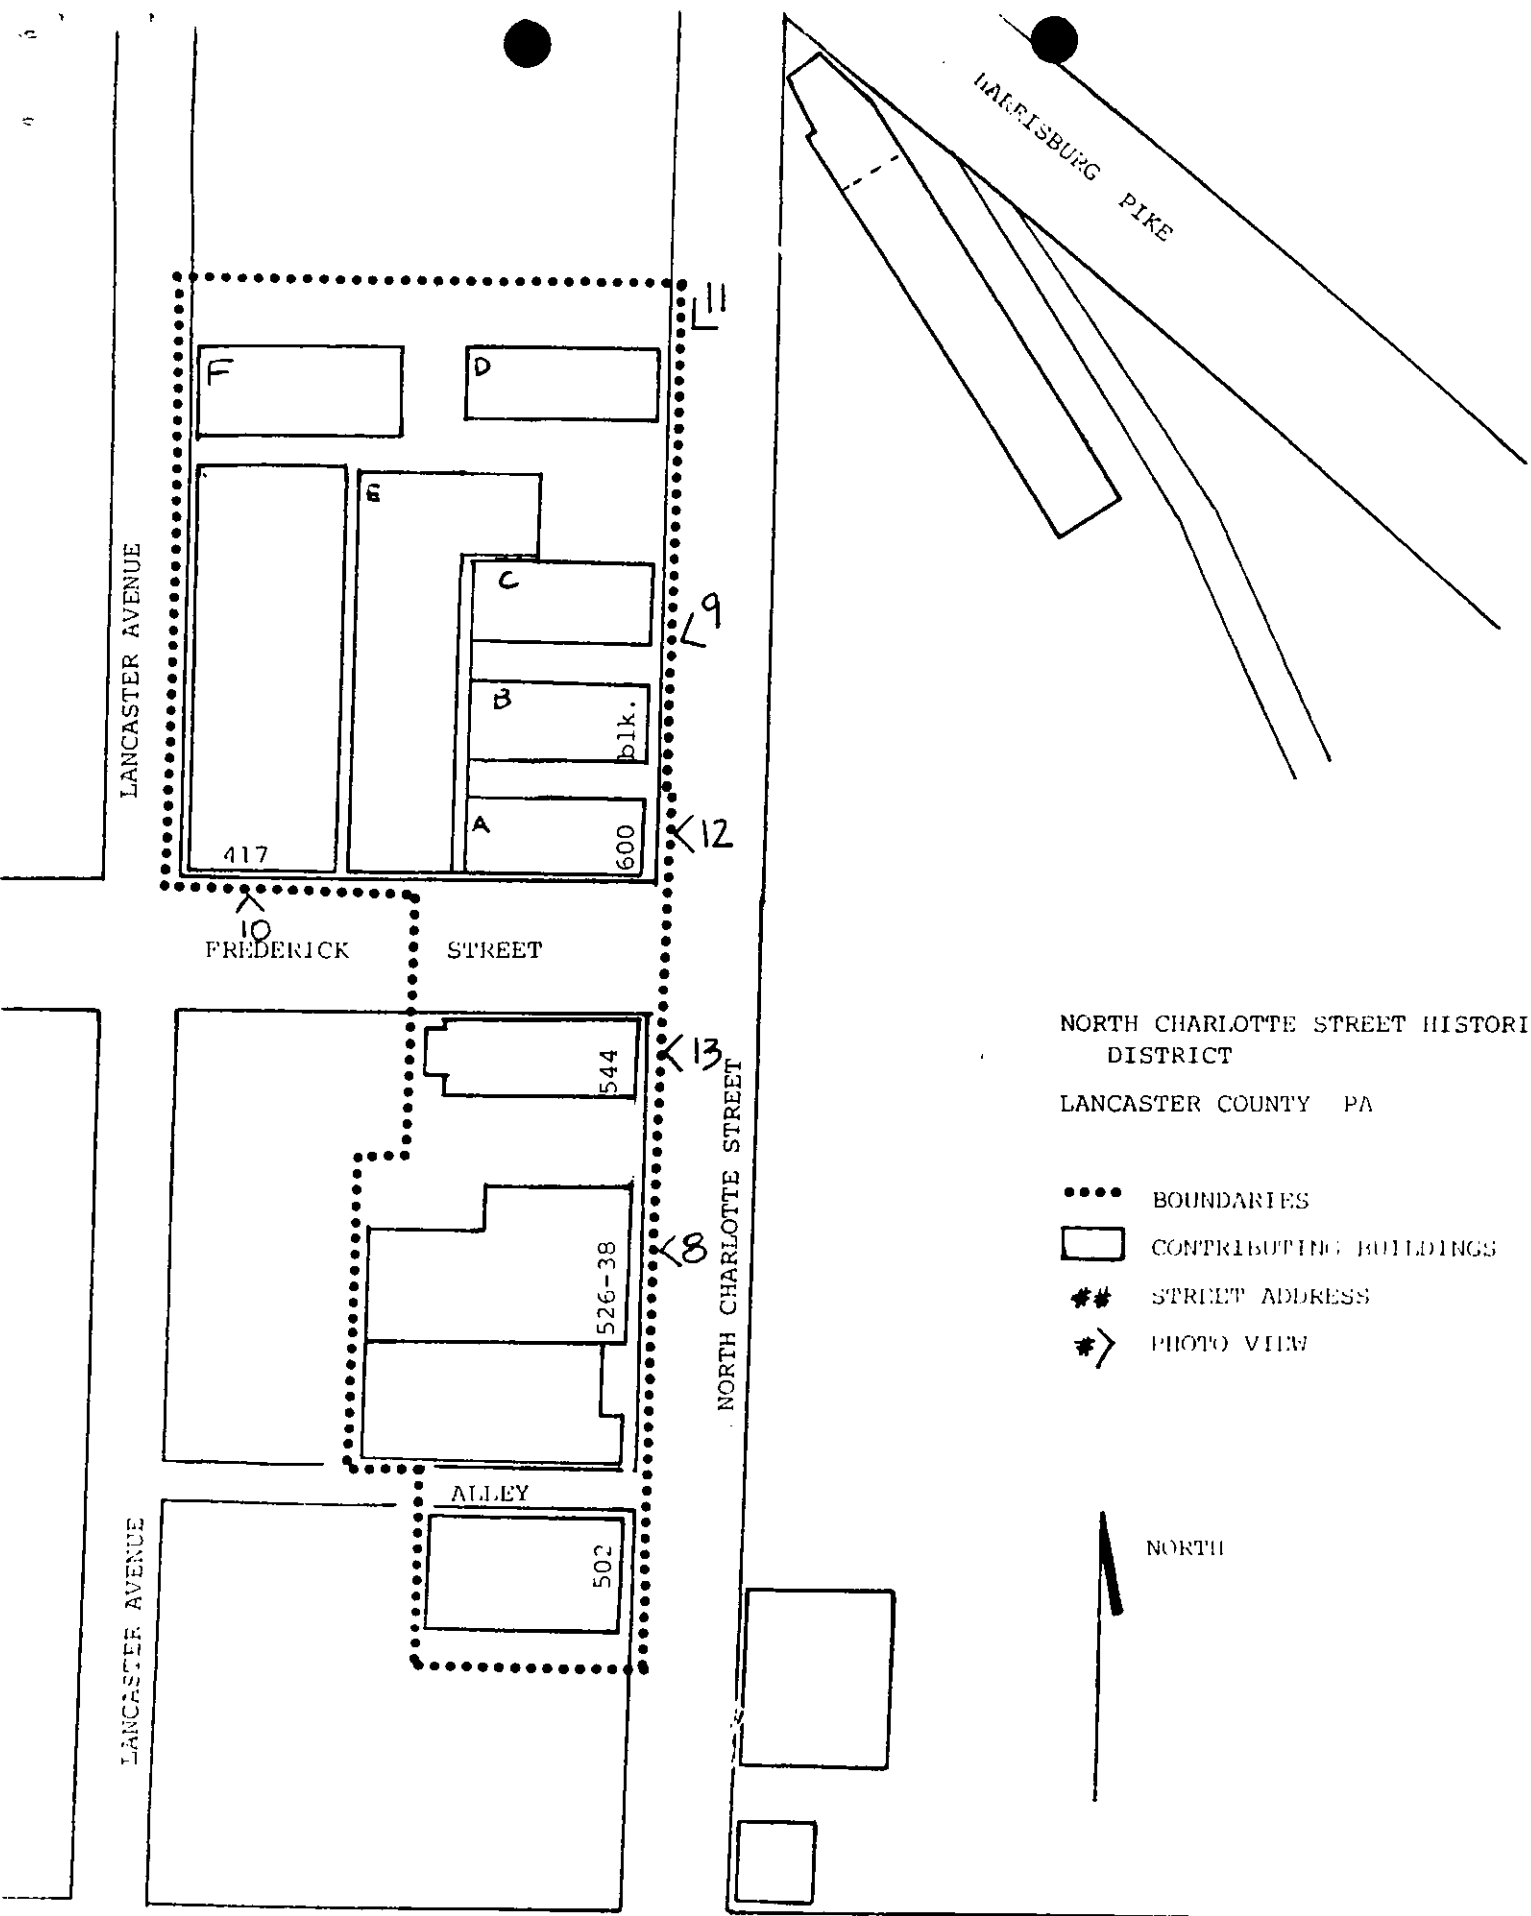 HARRISBURG PIKE
11
F
D
E
C
9
LANCASTER AVENUE
B
blk.
A
600
12
417
10
FREDERICK STREET
544
13
NORTH CHARLOTTE STREET
526-38
8
ALLEY
502
LANCASTER AVENUE
NORTH CHARLOTTE STREET HISTORI
DISTRICT
LANCASTER COUNTY PA
BOUNDARIES
CONTRIBUTING BUILDINGS
## STREET ADDRESS
#> PHOTO VIEW
NORTH